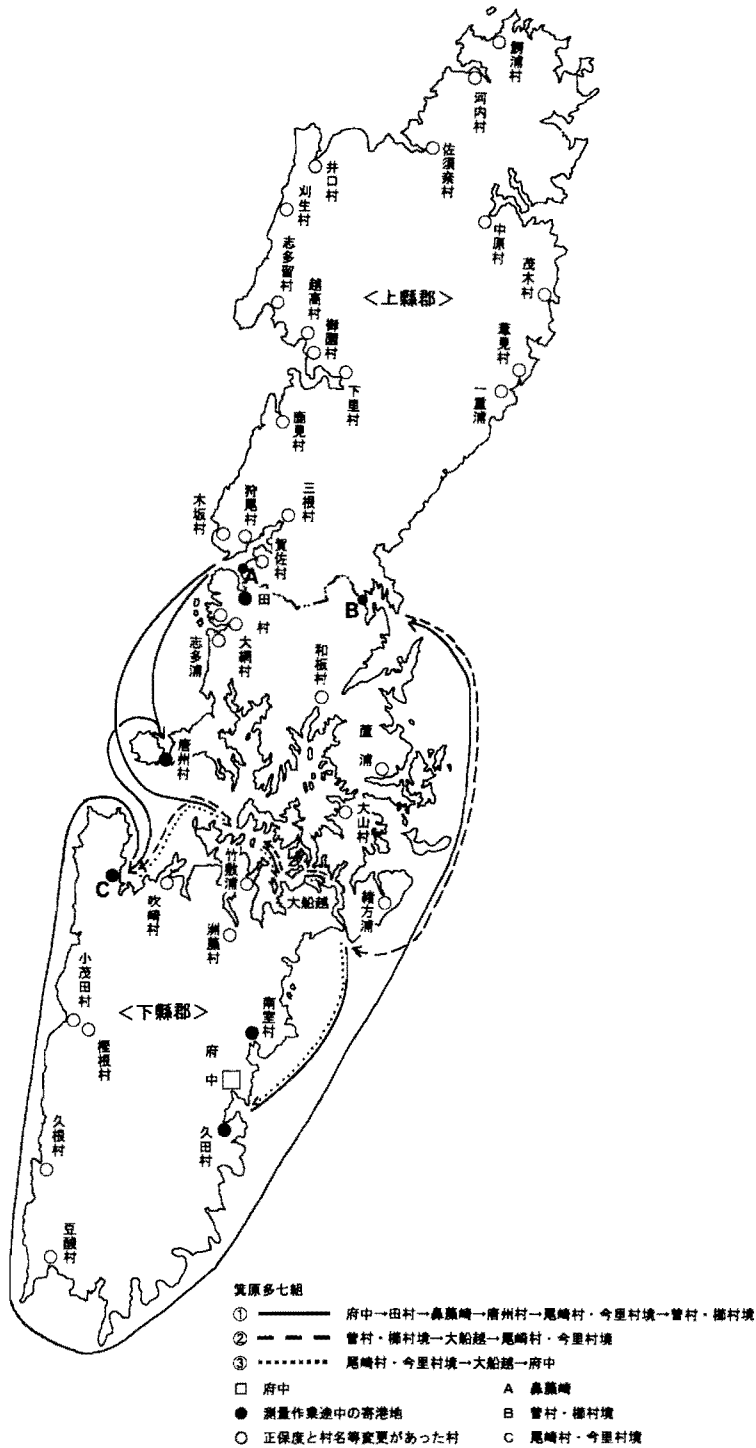 鰐浦村
河内村
佐須奈村
井口村
刈生村
中原村
志多留村
茂木村
越高村
＜上縣郡＞
御園村
葦見村
一重浦
下里村
鹿見村
三根村
狩尾村
木坂村
賀佐村
A
田村
B
大綱村
志多浦
和板村
蘆浦
唐州村
大山村
竹敷浦
大船越
緒方浦
C
吹崎村
洲藻村
小茂田村
＜下縣郡＞
樫根村
南室村
府中
久田村
久根村
豆酘村
箕原多七組
① 府中→田村→鼻藻崎→唐州村→尾崎村・今里村境→曽村・櫛村境
② 曽村・櫛村境→大船越→尾崎村・今里村境
③ 尾崎村・今里村境→大船越→府中
□ 府中
● 測量作業途中の寄港地
○ 正保度と村名等変更があった村
A 鼻藻崎
B 曽村・櫛村境
C 尾崎村・今里村境